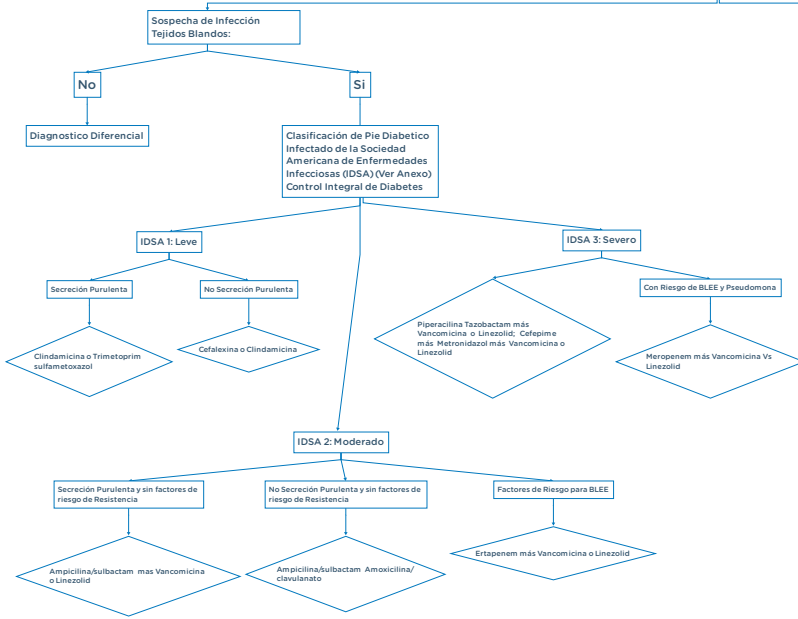 Sospecha de Infección
Tejidos Blandos:
No
Si
Diagnostico Diferencial
Clasificación de Pie Diabetico
Infectado de la Sociedad
Americana de Enfermedades
Infecciosas (IDSA) (Ver Anexo)
Control Integral de Diabetes
IDSA 1: Leve
IDSA 3: Severo
Secreción Purulenta
No Secreción Purulenta
Con Riesgo de BLEE y Pseudomona
Clindamicina o Trimetoprim
sulfametoxazol
Cefalexina o Clindamicina
Piperacilina Tazobactam más
Vancomicina o Linezolid; Cefepime
más Metronidazol más Vancomicina o
Linezolid
Meropenem más Vancomicina Vs
Linezolid
IDSA 2: Moderado
Secreción Purulenta y sin factores de
riesgo de Resistencia
No Secreción Purulenta y sin factores de
riesgo de Resistencia
Factores de Riesgo para BLEE
Ampicilina/sulbactam mas Vancomicina
o Linezolid
Ampicilina/sulbactam Amoxicilina/
clavulanato
Ertapenem más Vancomicina o Linezolid